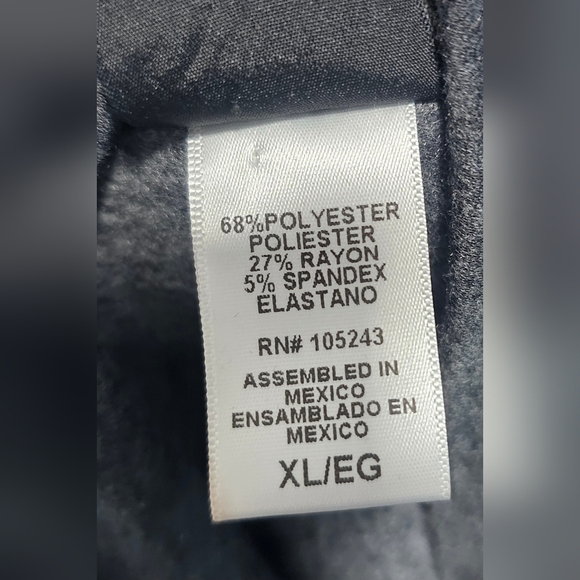 68%POLYESTER
POLIESTER
27% RAYON
5% SPANDEX
ELASTANO
RN# 105243
ASSEMBLED IN
MEXICO
ENSAMBLADO EN
MEXICO
XL/EG